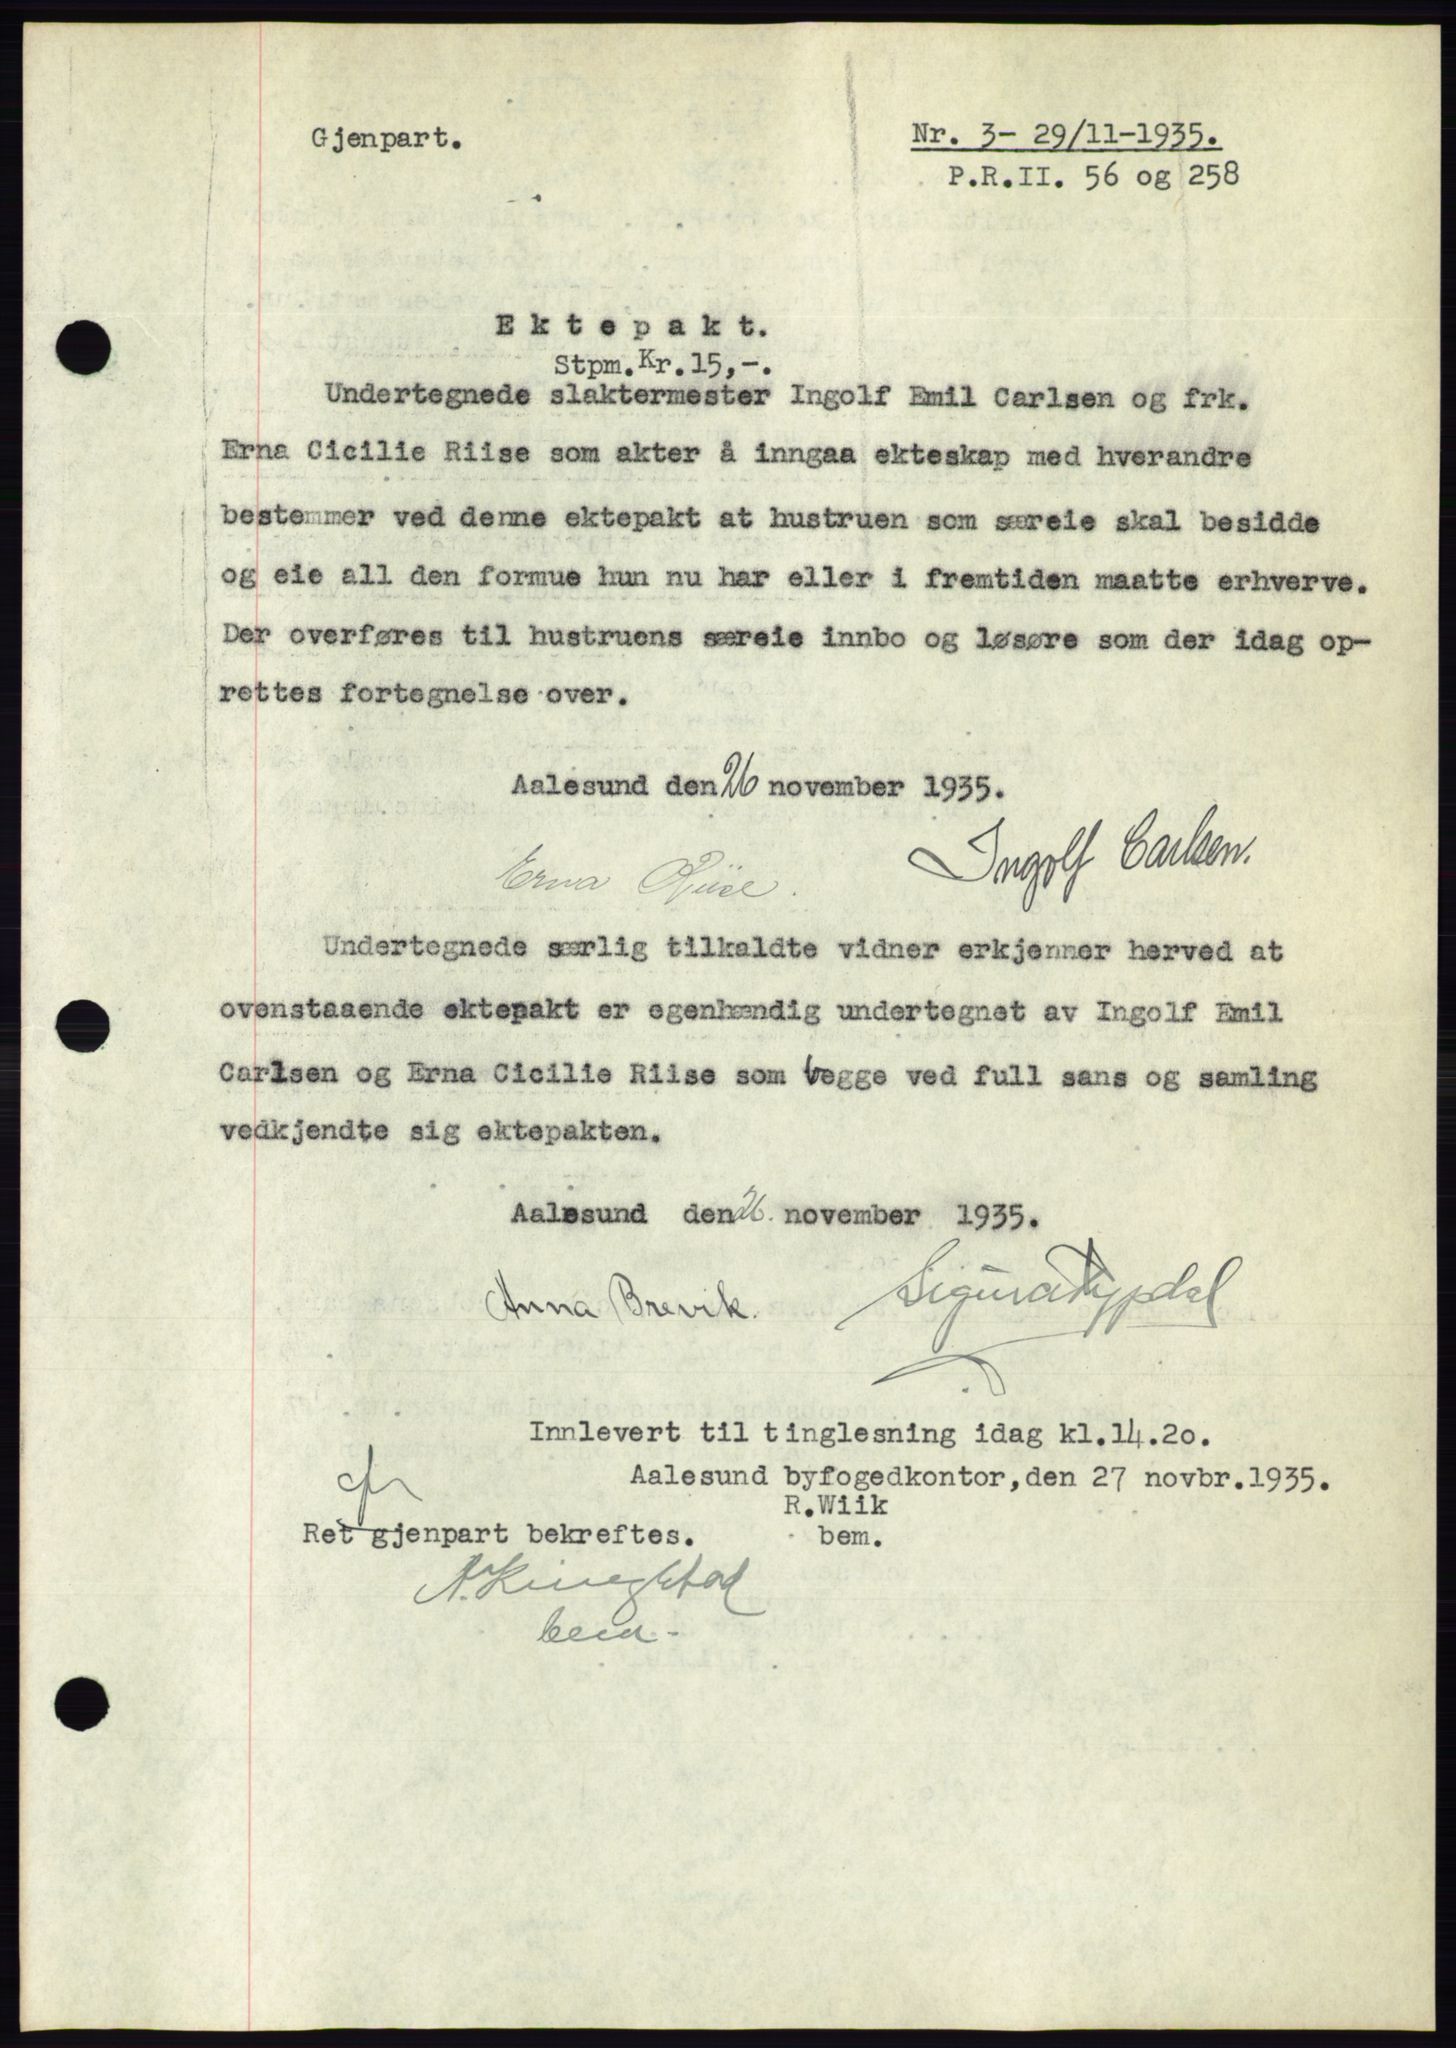 Gjenpart.
Nr. 3- 29/11-1935.
P.R.II. 56 og 258
Ektepakt.
Stpm.Kr.15,-.
Undertegnede slaktermester Ingolf Emil Carlsen og frk.
Erna Cicilie Riise som akter å inngaa ekteskap med hverandre
bestemmer ved denne ektepakt at hustruen som særeie skal besidde
og eie all den formue hun nu har eller i fremtiden maatte erhverve.
Der overføres til hustruens særeie innbo og løsøre som der idag op-
rettes fortegnelse over.
Aalesund den 26 november 1935.
Ingolf Carlsen.
Erna Riise.
Undertegnede særlig tilkaldte vidner erkjenner herved at
ovenstaaende ektepakt er egenhændig undertegnet av Ingolf Emil
Carlsen og Erna Cicilie Riise som begge ved full sans og samling
vedkjendte sig ektepakten.
Aalesund den 26. november 1935.
Anna Brevik.
Innlevert til tinglesning idag kl.14.20.
Aalesund byfogedkontor,den 27 novbr.1935.
R.Wiik
Ret gjenpart bekreftes.
bem.